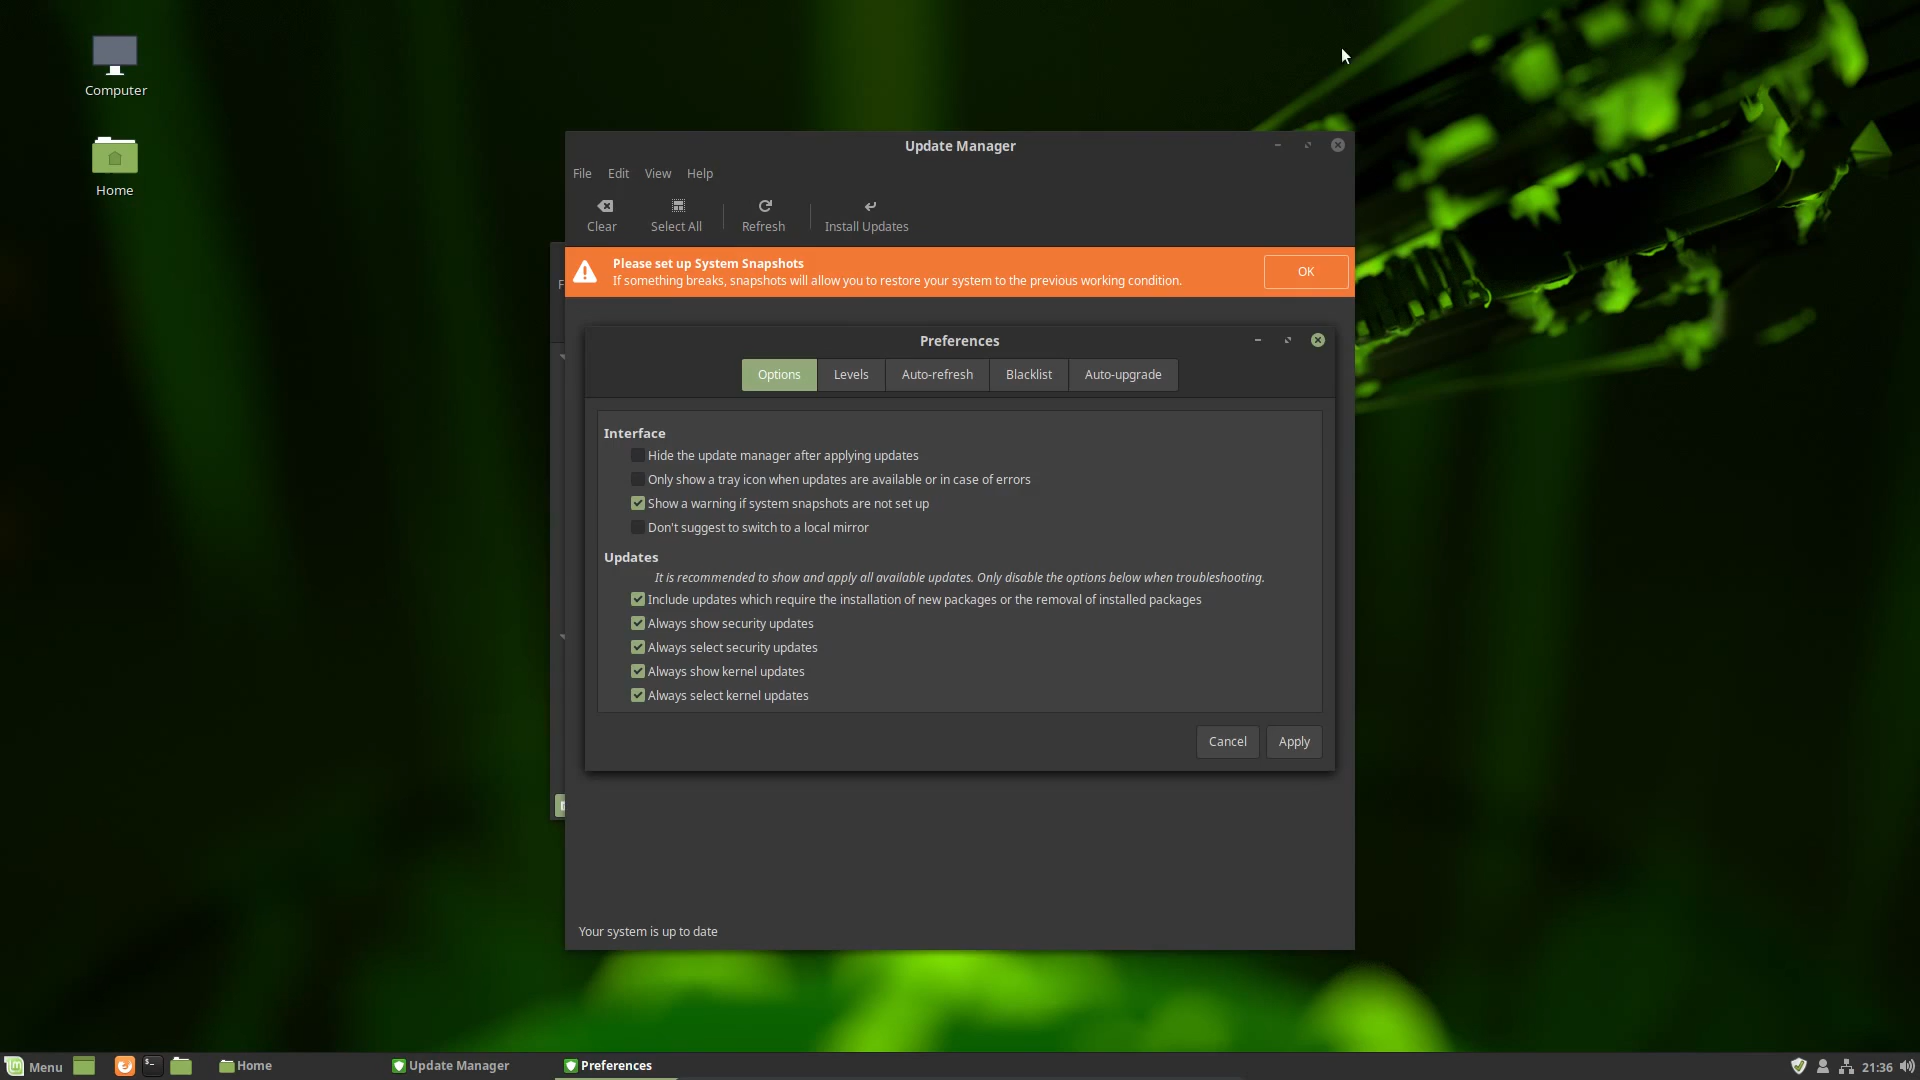 Computer
Home
Update Manager
File Edit View Help
Clear Select All Refresh Install Updates
Please set up System Snapshots
If something breaks, snapshots will allow you to restore your system to the previous working condition.
OK
Preferences
Options Levels Auto-refresh Blacklist Auto-upgrade
Interface
Hide the update manager after applying updates
Only show a tray icon when updates are available or in case of errors
Show a warning if system snapshots are not set up
Don't suggest to switch to a local mirror
Updates
It is recommended to show and apply all available updates. Only disable the options below when troubleshooting.
Include updates which require the installation of new packages or the removal of installed packages
Always show security updates
Always select security updates
Always show kernel updates
Always select kernel updates
Cancel Apply
Your system is up to date
Menu Home Update Manager Preferences 21:36